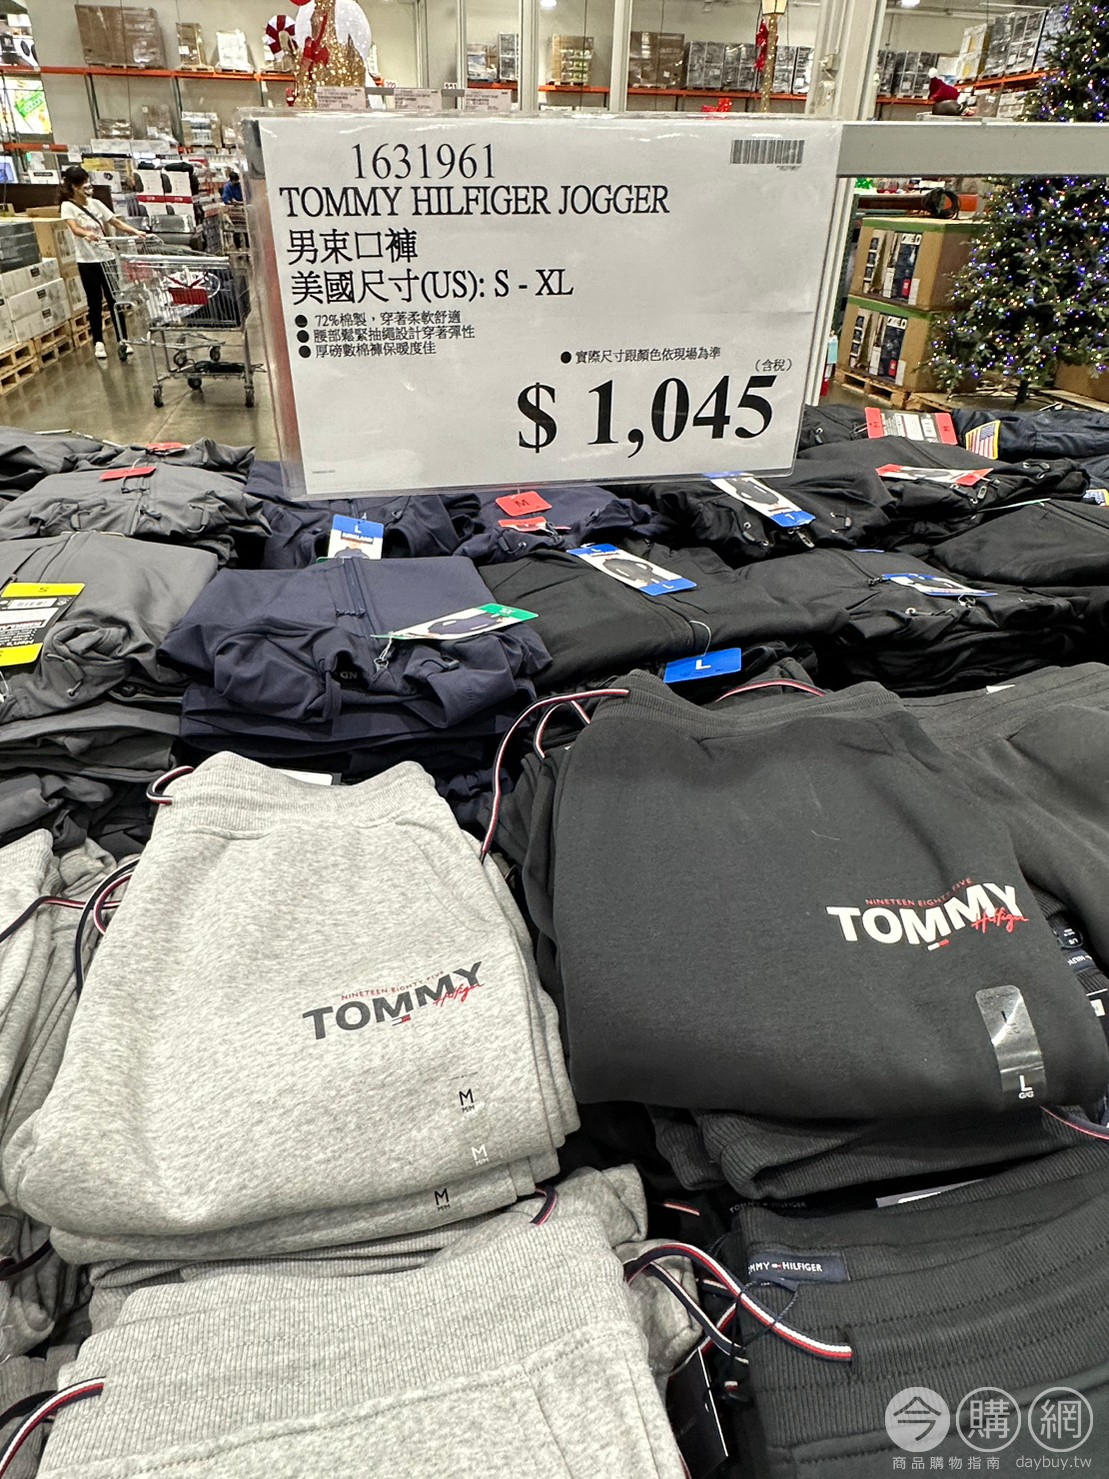 1631961
TOMMY HILFIGER JOGGER
男束口褲
美國尺寸(US): S - XL
● 72%棉製，穿著柔軟舒適
● 腰部鬆緊抽繩設計穿著彈性
● 厚磅數棉褲保暖度佳
● 實際尺寸跟顏色依現場為準
(含稅)
$ 1,045
M
L
L
S
L
NINETEEN EIGHTY FIVE
TOMMY
Hilfiger
NINETEEN EIGHTY FIVE
TOMMY
Hilfiger
L
L
G/G
M
M/M
M
M/M
M
M/M
TOMMY HILFIGER
OMMY HILFIGER
今購網
商品購物指南 daybuy.tw